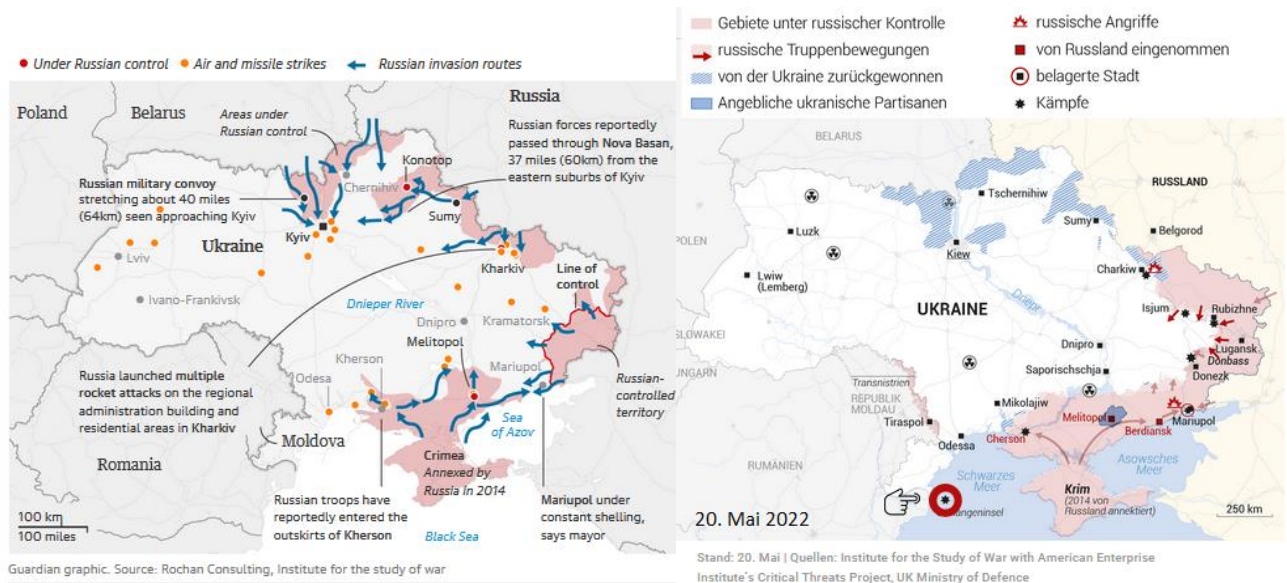 Under Russian control
Air and missile strikes
Russian invasion routes
Poland
Belarus
Areas under
Russian control
Russia
Russian forces reportedly
passed through Nova Basan,
37 miles (60km) from the
eastern suburbs of Kyiv
Konotop
Chernihiv
Russian military convoy
stretching about 40 miles
(64km) seen approaching Kyiv
Sumy
Kyiv
Ukraine
Lviv
Kharkiv
Line of
control
Ivano-Frankivsk
Dnieper River
Dnipro
Kramatorsk
Melitopol
Kherson
Mariupol
Russia launched multiple
rocket attacks on the regional
administration building and
residential areas in Kharkiv
Odesa
Russian-
controlled
territory
Sea
of Azov
Moldova
Crimea
Annexed by
Russia in 2014
Romania
Russian troops have
reportedly entered the
outskirts of Kherson
Mariupol under
constant shelling,
says mayor
Black Sea
100 km
100 miles
Guardian graphic. Source: Rochan Consulting, Institute for the study of war
Gebiete unter russischer Kontrolle
russische Truppenbewegungen
von der Ukraine zurückgewonnen
Angebliche ukranische Partisanen
russische Angriffe
von Russland eingenommen
belagerte Stadt
Kämpfe
BELARUS
RUSSLAND
Tschernihiw
Sumy
Belgorod
Luzk
POLEN
Kiew
Charkiw
Lwiw
(Lemberg)
UKRAINE
Dnepr
Isjum
Rubizhne
SLOWAKEI
Dnipro
Lugansk
Donbass
UNGARN
Saporischschja
Donezk
Transnistrien
REPUBLIK
MOLDAU
Mikolajiw
Melitopol
Mariupol
Tiraspol
Berdiansk
Odessa
Cherson
RUMÄNIEN
Schwarzes
Meer
Asowsches
Meer
Krim
(2014 von
Russland annektiert)
langeninsel
20. Mai 2022
250 km
Stand: 20. Mai | Quellen: Institute for the Study of War with American Enterprise
Institute's Critical Threats Project, UK Ministry of Defence